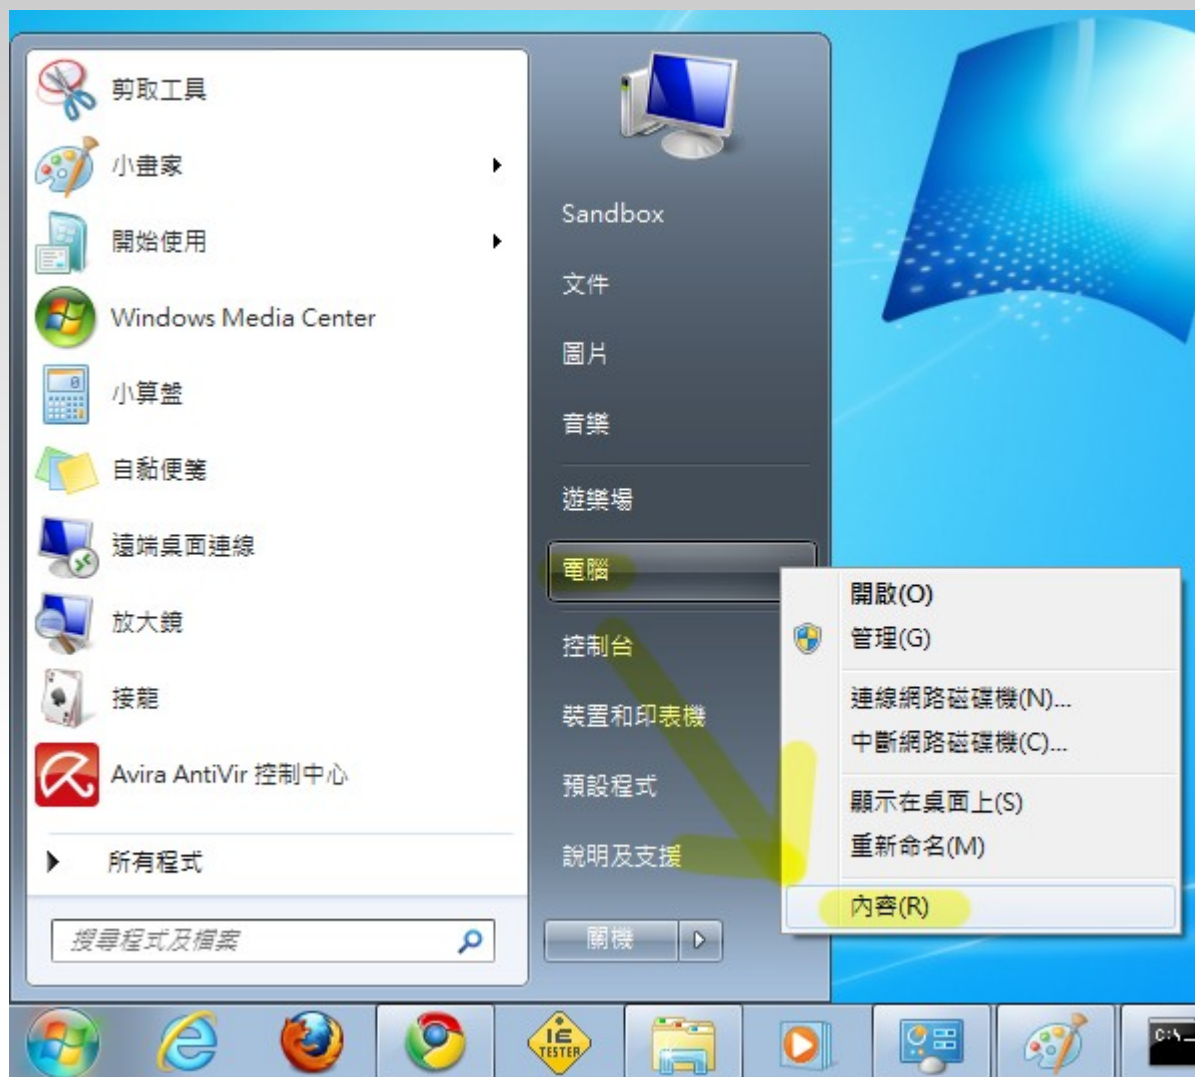 剪取工具
小畫家
開始使用
Windows Media Center
小算盤
自黏便箋
遠端桌面連線
放大鏡
接龍
Avira AntiVir 控制中心
所有程式
搜尋程式及檔案
Sandbox
文件
圖片
音樂
遊樂場
電腦
控制台
裝置和印表機
預設程式
說明及支援
關機
開啟(O)
管理(G)
連線網路磁碟機(N)...
中斷網路磁碟機(C)...
顯示在桌面上(S)
重新命名(M)
內容(R)
IE
TESTER
C:\_